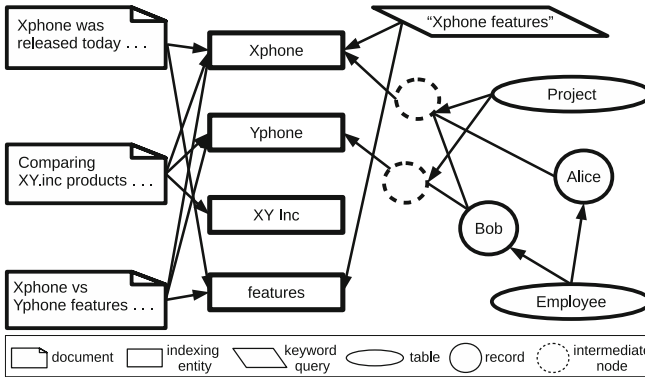 Xphone was
released today . . .
Xphone
“Xphone features”
Project
Yphone
Comparing
XY.inc products . . .
Alice
XY Inc
Bob
Xphone vs
Yphone features . . .
features
Employee
document
indexing
entity
keyword
query
table
record
intermediate
node